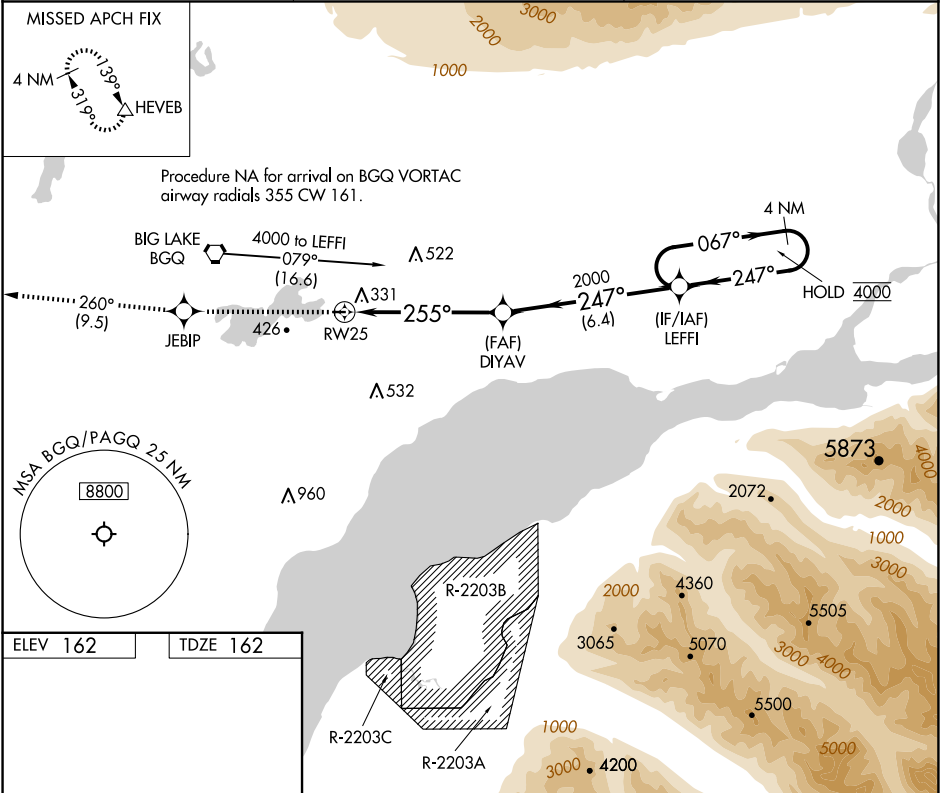 MISSED APCH FIX
4 NM
139°
319°
HEVEB
3000
2000
1000
Procedure NA for arrival on BGQ VORTAC
airway radials 355 CW 161.
BIG LAKE
BGQ
4000 to LEFFI
079°
(16.6)
522
4 NM
067°
247°
HOLD 4000
2000
247°
(6.4)
(IF/IAF)
LEFFI
260°
(9.5)
JEBIP
331
426
RW25
255°
(FAF)
DIYAV
532
MSA BGQ/PAGQ 25 NM
8800
960
5873
4000
2072
2000
1000
3000
R-2203B
2000
4360
5505
3065
5070
3000
4000
5500
R-2203C
R-2203A
1000
5000
3000
4200
ELEV 162
TDZE 162